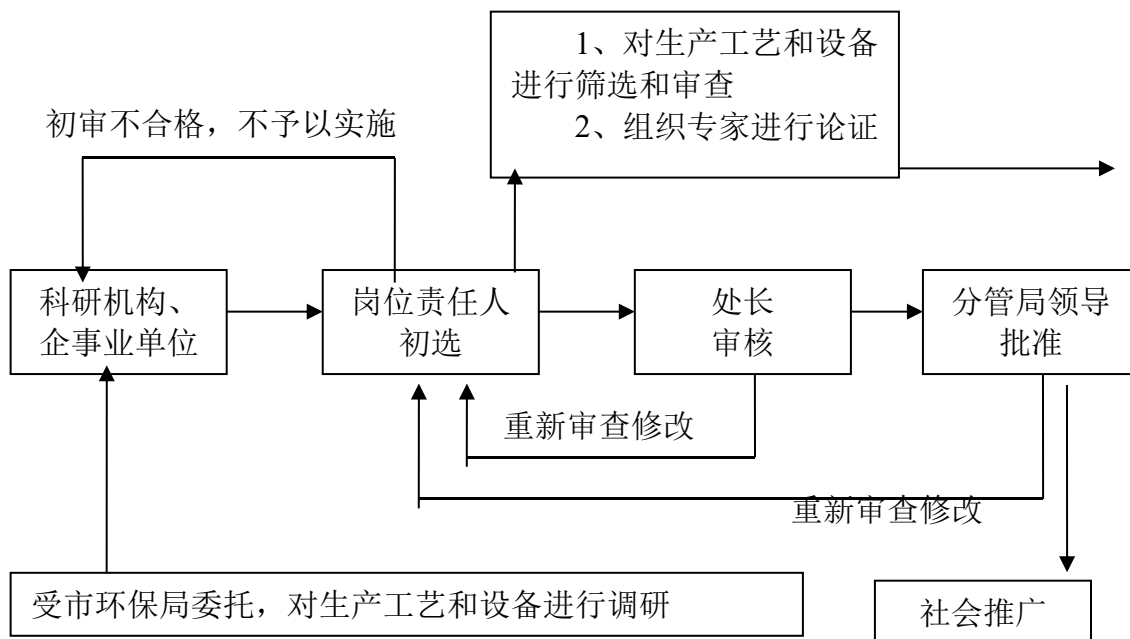 1、对生产工艺和设备
进行筛选和审查
2、组织专家进行论证
初审不合格，不予以实施
科研机构、
企事业单位
岗位责任人
初选
处长
审核
分管局领导
批准
重新审查修改
重新审查修改
受市环保局委托，对生产工艺和设备进行调研
社会推广